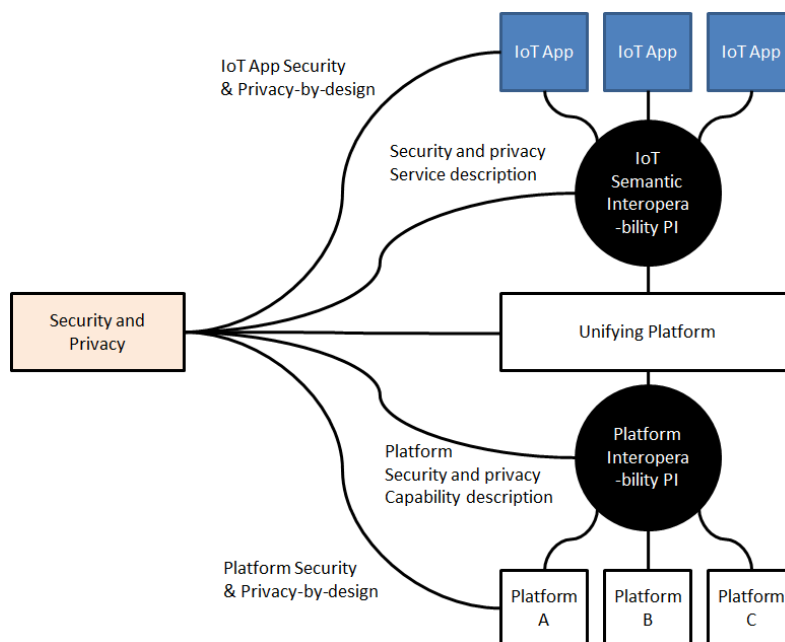 IoT App
IoT App
IoT App
IoT App Security
& Privacy-by-design
Security and privacy
Service description
IoT
Semantic
Interopera
-bility PI
Security and
Privacy
Unifying Platform
Platform
Interopera
-bility PI
Platform
Security and privacy
Capability description
Platform Security
& Privacy-by-design
Platform
A
Platform
B
Platform
C